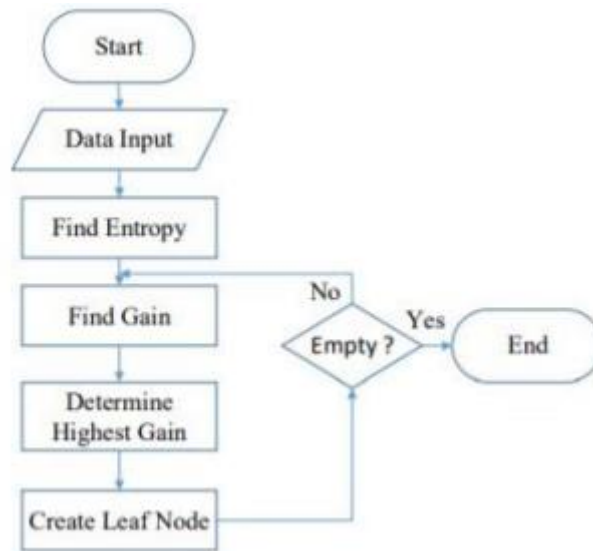 Start
Data Input
Find Entropy
Find Gain
Determine
Highest Gain
Create Leaf Node
No
Empty ?
Yes
End